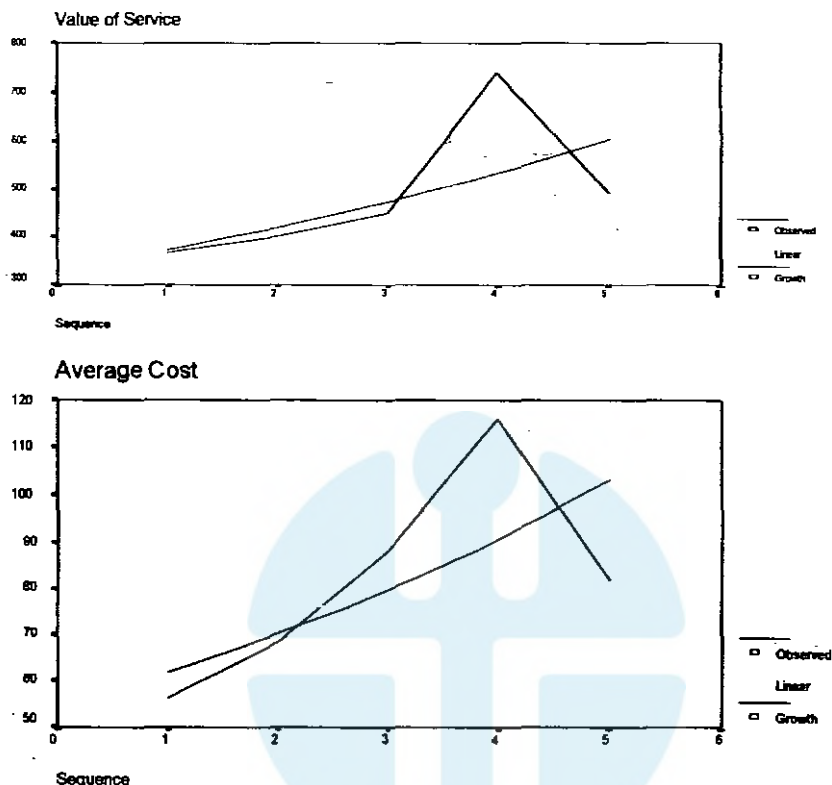 Value of Service
800
700
600
500
400
300
0 1 2 3 4 5 6
Observed
Linear
Growth
Sequence
Average Cost
120
110
100
90
80
70
60
50
0 1 2 3 4 5 6
Observed
Linear
Growth
Sequence